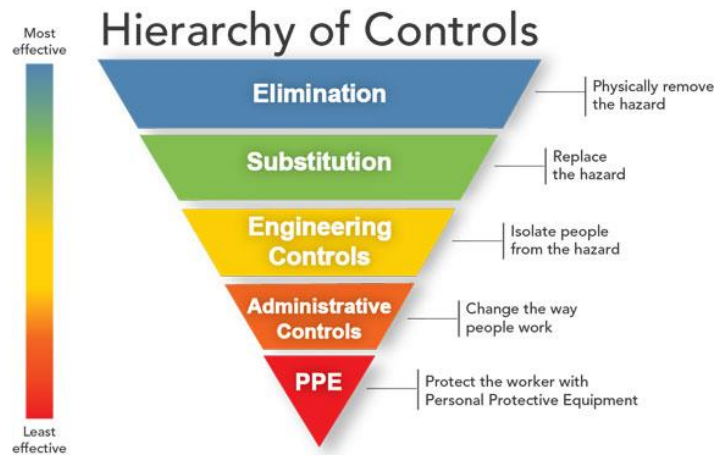 Hierarchy of Controls
Most
effective
Elimination
Physically remove
the hazard
Substitution
Replace
the hazard
Engineering
Controls
Isolate people
from the hazard
Administrative
Controls
Change the way
people work
PPE
Protect the worker with
Personal Protective Equipment
Least
effective